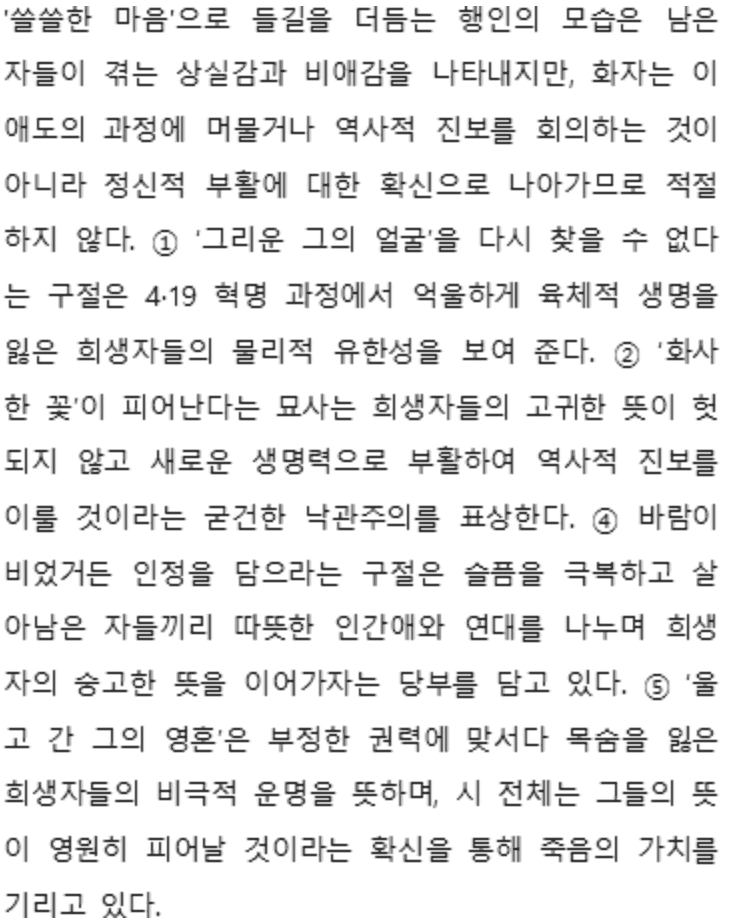 '쓸쓸한 마음'으로 들길을 더듬는 행인의 모습은 남은
자들이 겪는 상실감과 비애감을 나타내지만, 화자는 이
애도의 과정에 머물거나 역사적 진보를 회의하는 것이
아니라 정신적 부활에 대한 확신으로 나아가므로 적절
하지 않다. ① '그리운 그의 얼굴'을 다시 찾을 수 없다
는 구절은 4·19 혁명 과정에서 억울하게 육체적 생명을
잃은 희생자들의 물리적 유한성을 보여 준다. ② '화사
한 꽃'이 피어난다는 묘사는 희생자들의 고귀한 뜻이 헛
되지 않고 새로운 생명력으로 부활하여 역사적 진보를
이룰 것이라는 굳건한 낙관주의를 표상한다. ④ 바람이
비었거든 인정을 담으라는 구절은 슬픔을 극복하고 살
아남은 자들끼리 따뜻한 인간애와 연대를 나누며 희생
자의 숭고한 뜻을 이어가자는 당부를 담고 있다. ⑤ '울
고 간 그의 영혼'은 부정한 권력에 맞서다 목숨을 잃은
희생자들의 비극적 운명을 뜻하며, 시 전체는 그들의 뜻
이 영원히 피어날 것이라는 확신을 통해 죽음의 가치를
기리고 있다.